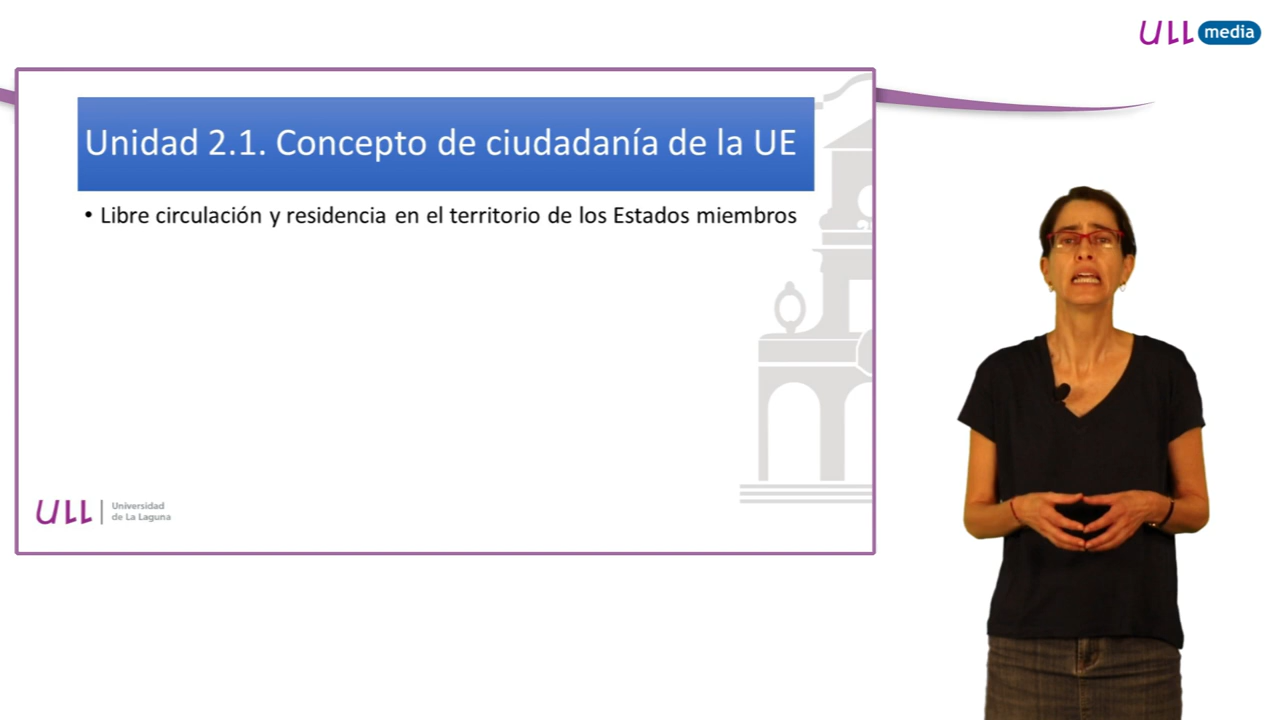 ULL media
Unidad 2.1. Concepto de ciudadanía de la UE
• Libre circulación y residencia en el territorio de los Estados miembros
ULL
Universidad
de La Laguna